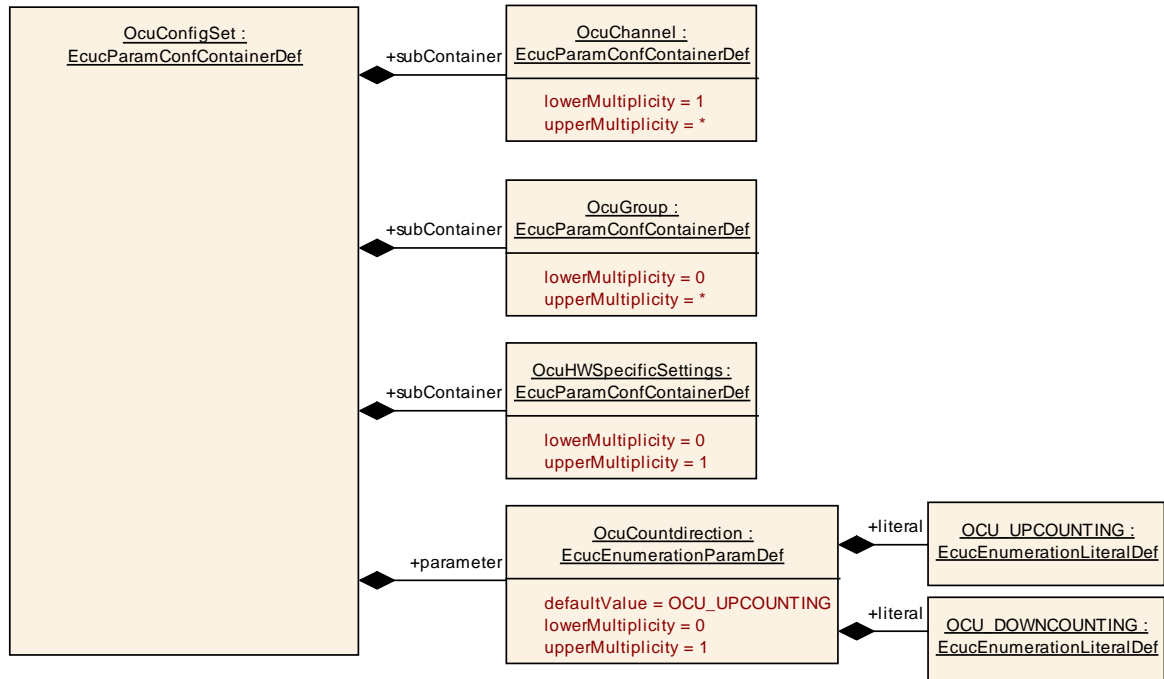 OcuConfigSet :
EcucParamConfContainerDef
+subContainer
OcuChannel :
EcucParamConfContainerDef
lowerMultiplicity = 1
upperMultiplicity = *
+subContainer
OcuGroup :
EcucParamConfContainerDef
lowerMultiplicity = 0
upperMultiplicity = *
+subContainer
OcuHWSpecificSettings :
EcucParamConfContainerDef
lowerMultiplicity = 0
upperMultiplicity = 1
+parameter
OcuCountdirection :
EcucEnumerationParamDef
defaultValue = OCU_UPCOUNTING
lowerMultiplicity = 0
upperMultiplicity = 1
+literal
OCU_UPCOUNTING :
EcucEnumerationLiteralDef
+literal
OCU_DOWNCOUNTING :
EcucEnumerationLiteralDef